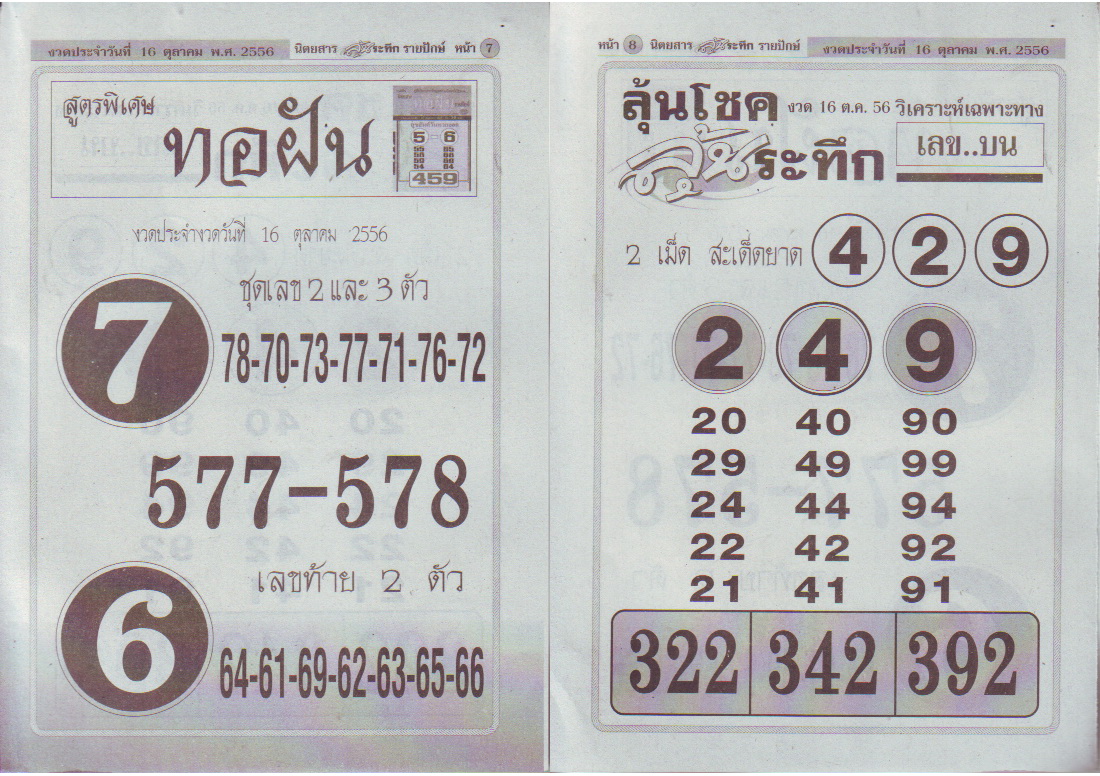 งวดประจำวันที่ 16 ตุลาคม พ.ศ. 2556 นิตยสาร ลุ้นระทึก รายปักษ์ หน้า 7
สูตรพิเศษ
ทอฝัน
5 - 6
459
งวดประจำงวดวันที่ 16 ตุลาคม 2556
ชุดเลข 2 และ 3 ตัว
7
78-70-73-77-71-76-72
577-578
เลขท้าย 2 ตัว
6
64-61-69-62-63-65-66
หน้า 8 นิตยสาร ลุ้นระทึก รายปักษ์ งวดประจำวันที่ 16 ตุลาคม พ.ศ. 2556
ลุ้นโชค งวด 16 ต.ค. 56 วิเคราะห์เฉพาะทาง
ลุ้นระทึก เลข..บน
2 เม็ด สะเด็ดยาด 4 2 9
2 4 9
20 40 90
29 49 99
24 44 94
22 42 92
21 41 91
322 342 392